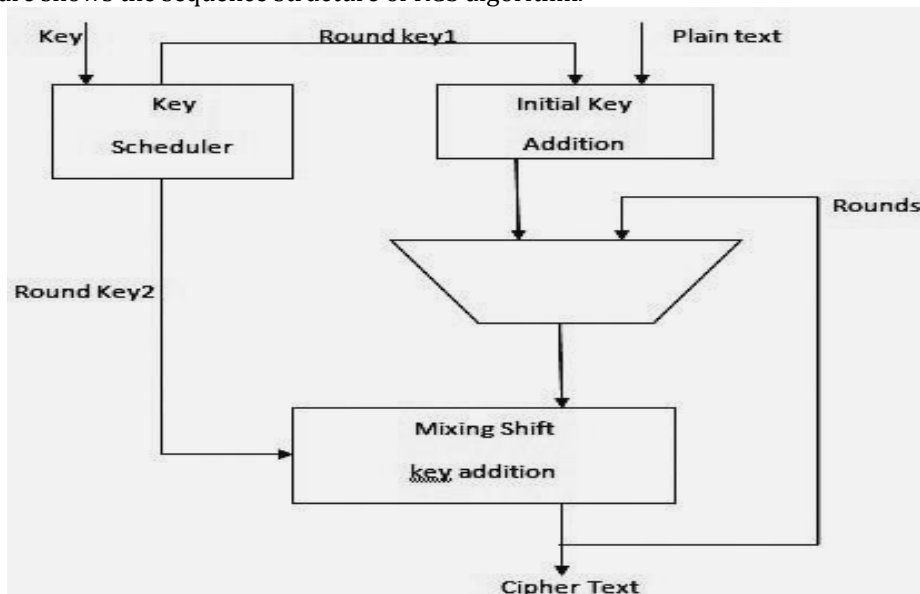 Key
Round key1
Plain text
Key
Scheduler
Initial Key
Addition
Rounds
Round Key2
Mixing Shift
key addition
Cipher Text